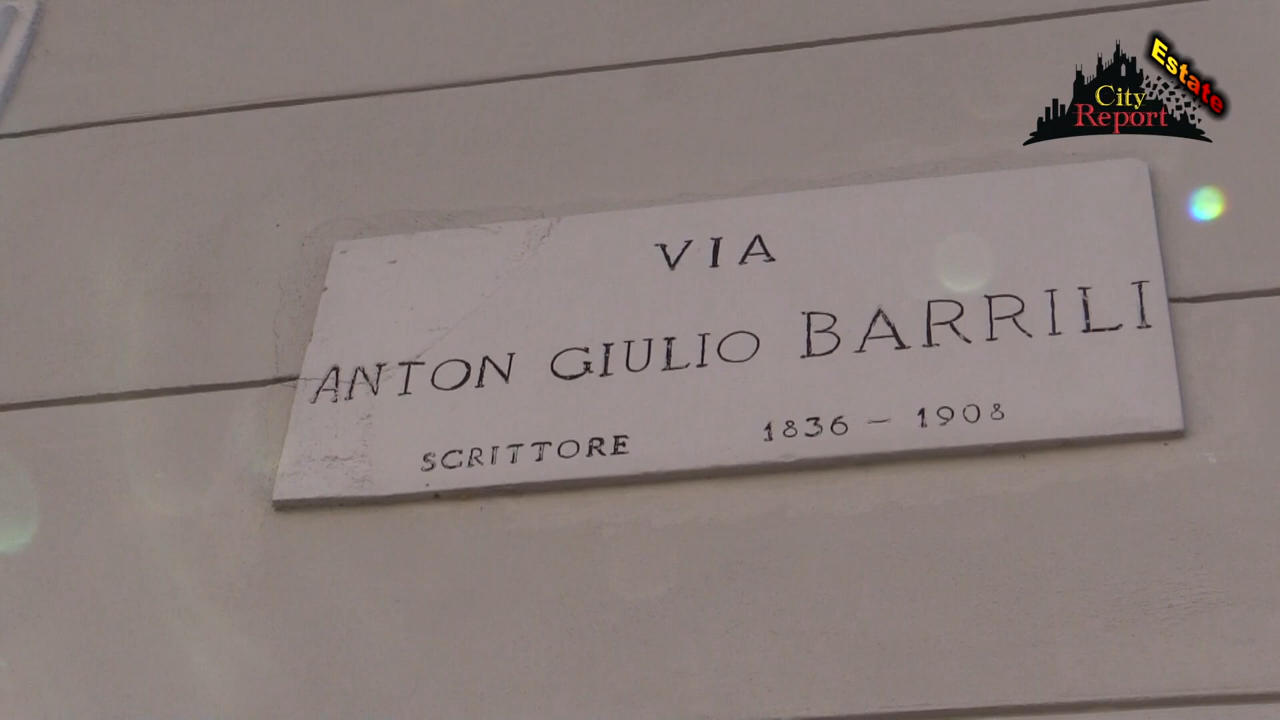 Estate
City
Report
VIA
ANTON GIULIO BARRILI
SCRITTORE 1836 – 1908